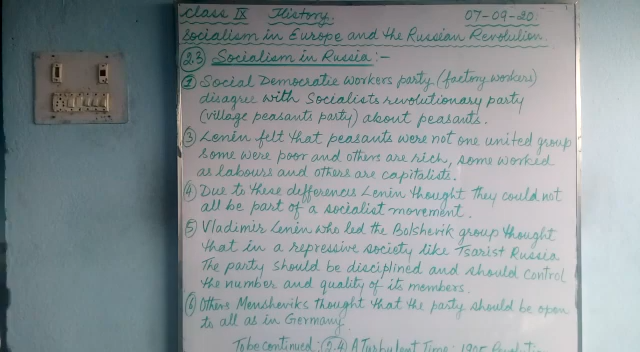 Class IX History. 07-09-20
Socialism in Europe and the Russian Revolution.
2.3 Socialism in Russia:-
1 Social Democratic workers party (factory workers)
disagree with Socialists revolutionary party
(village peasants party) about peasants.
3 Lenin felt that peasants were not one united group
some were poor and others are rich, some worked
as labours and others are capitalists.
4 Due to these differences Lenin thought they could not
all be part of a socialist movement.
5 Vladimir Lenin who led the Bolshevik group thought
that in a repressive society like Tsarist Russia
The party should be disciplined and should control
the number and quality of its members.
6 Others Mensheviks thought that the party should be open
to all as in Germany.
To be continued: 2.4 A Turbulent Time: 1905